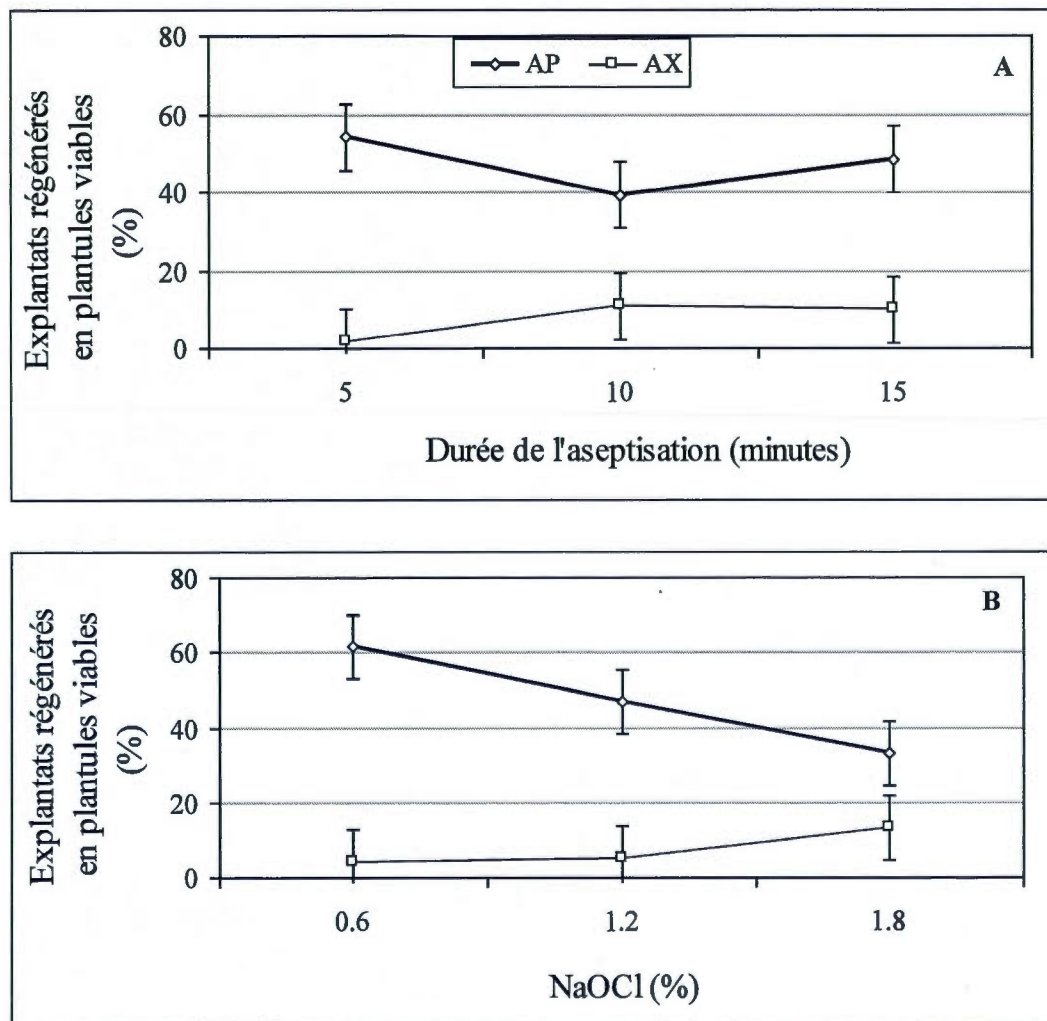 80
60
40
20
0
AP AX
A
Explantats régénérés
en plantules viables
(%)
5 10 15
Durée de l'aseptisation (minutes)
80
60
40
20
0
B
Explantats régénérés
en plantules viables
(%)
0.6 1.2 1.8
NaOCl (%)